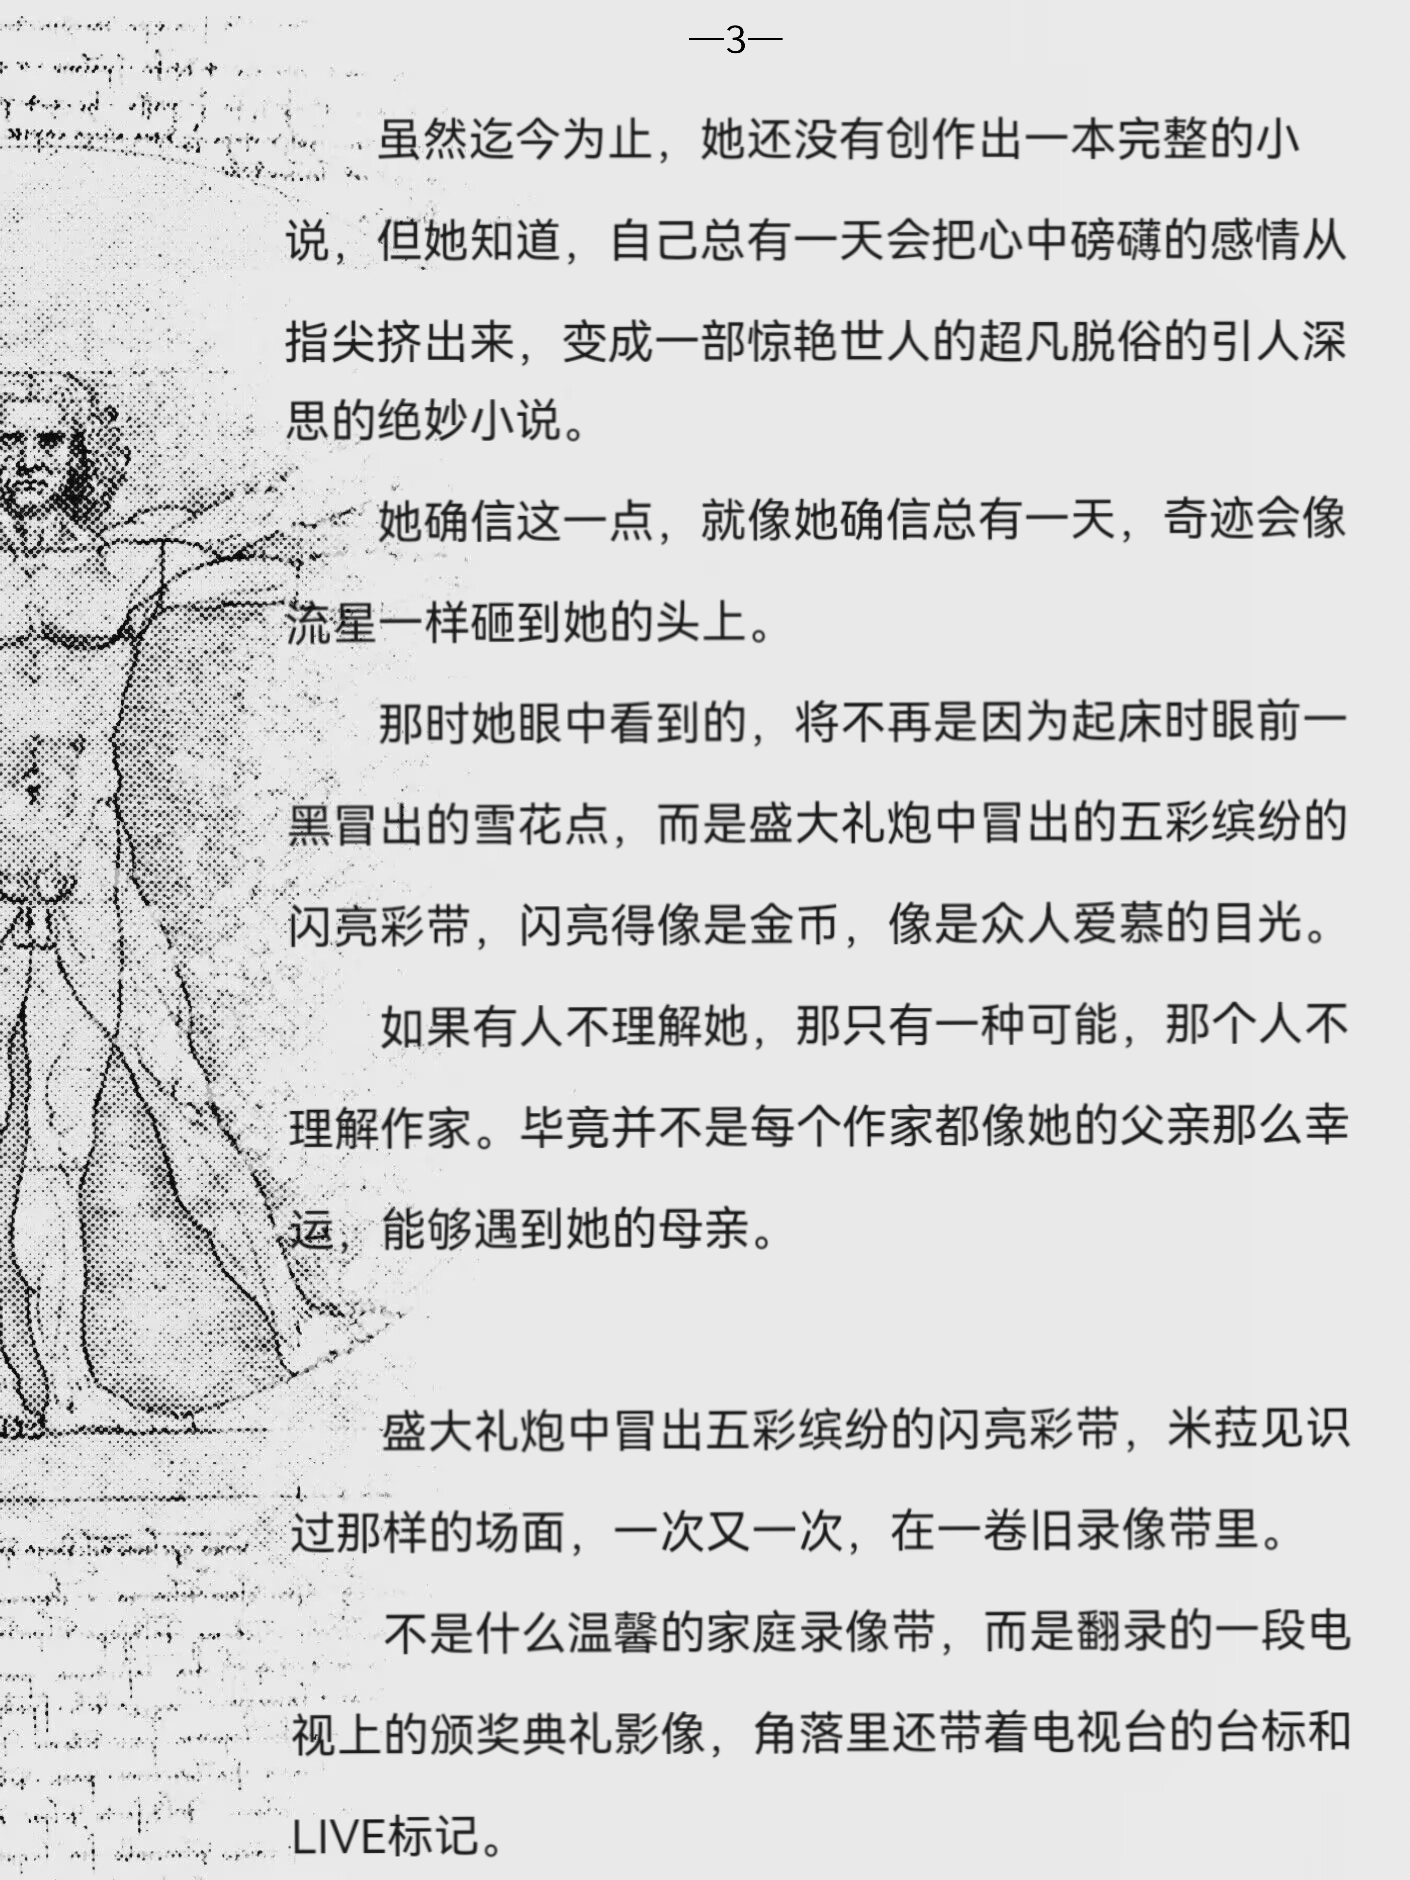 —3—
虽然迄今为止，她还没有创作出一本完整的小
说，但她知道，自己总有一天会把心中磅礴的感情从
指尖挤出来，变成一部惊艳世人的超凡脱俗的引人深
思的绝妙小说。
她确信这一点，就像她确信总有一天，奇迹会像
流星一样砸到她的头上。
那时她眼中看到的，将不再是因为起床时眼前一
黑冒出的雪花点，而是盛大礼炮中冒出的五彩缤纷的
闪亮彩带，闪亮得像是金币，像是众人爱慕的目光。
如果有人不理解她，那只有一种可能，那个人不
理解作家。毕竟并不是每个作家都像她的父亲那么幸
运，能够遇到她的母亲。
盛大礼炮中冒出五彩缤纷的闪亮彩带，米菈见识
过那样的场面，一次又一次，在一卷旧录像带里。
不是什么温馨的家庭录像带，而是翻录的一段电
视上的颁奖典礼影像，角落里还带着电视台的台标和
LIVE标记。